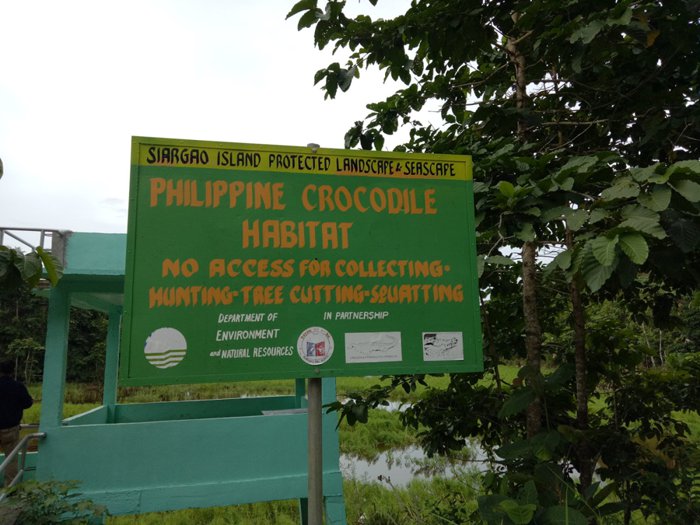 SIARGAO ISLAND PROTECTED LANDSCAPE & SEASCAPE
PHILIPPINE CROCODILE
HABITAT
NO ACCESS FOR COLLECTING-
HUNTING-TREE CUTTING-SQUATTING
DEPARTMENT OF
ENVIRONMENT
AND NATURAL RESOURCES
IN PARTNERSHIP